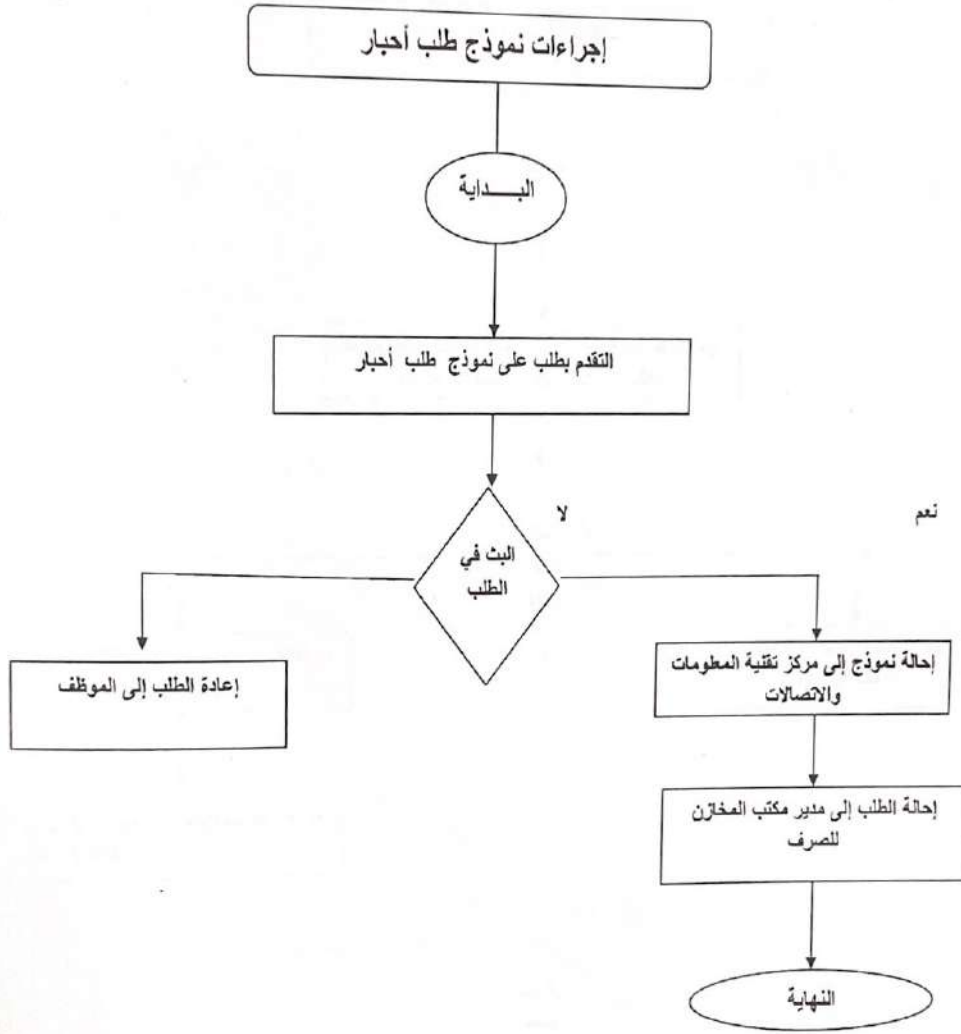 إجراءات نموذج طلب أحبار
البـــــداية
التقدم بطلب على نموذج طلب أحبار
نعم
لا
البث في
الطلب
إحالة نموذج إلى مركز تقنية المعلومات
والاتصالات
إعادة الطلب إلى الموظف
إحالة الطلب إلى مدير مكتب المخازن
للصرف
النهاية